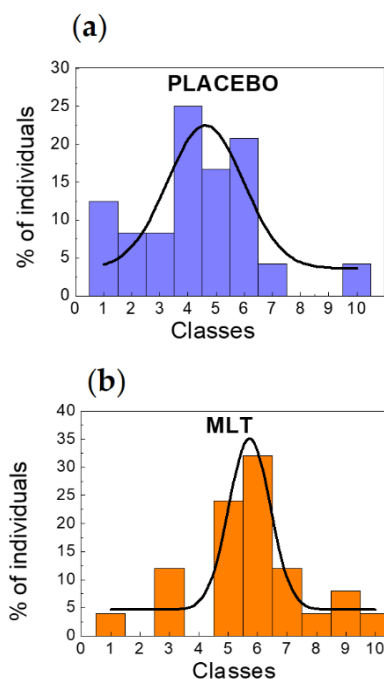 (a)
PLACEBO
30
25
20
15
10
5
0
% of individuals
0 1 2 3 4 5 6 7 8 9 10
Classes
(b)
MLT
40
35
30
25
20
15
10
5
0
% of individuals
0 1 2 3 4 5 6 7 8 9 10
Classes